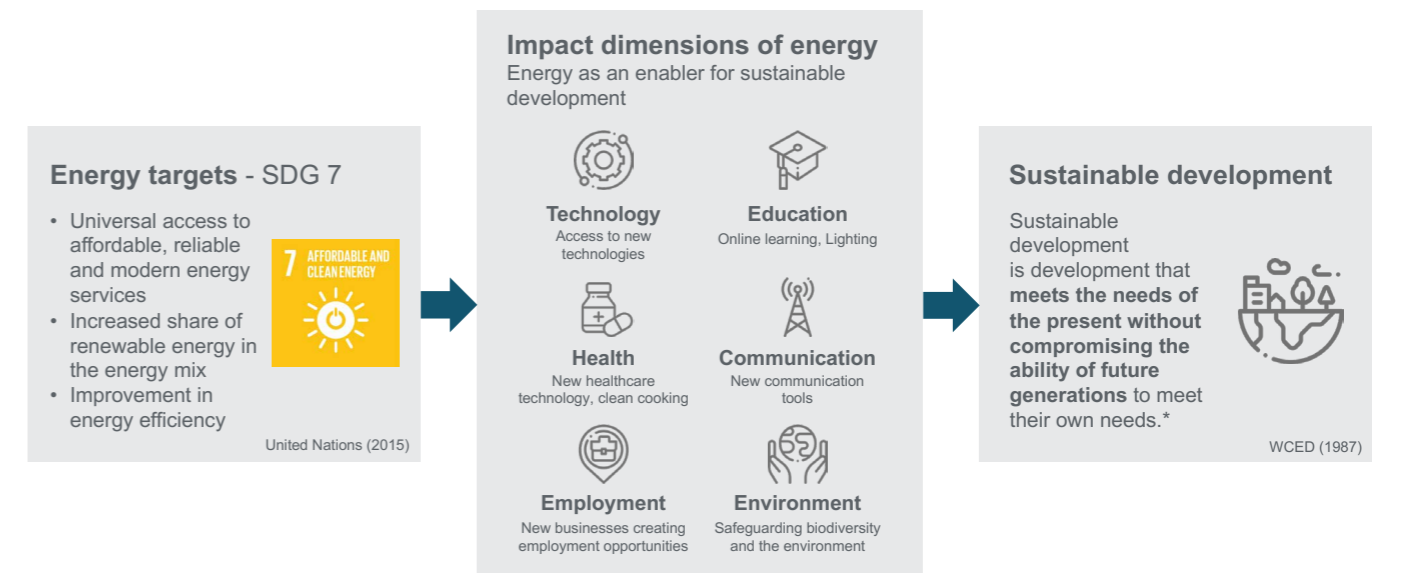 Energy targets - SDG 7
• Universal access to
affordable, reliable
and modern energy
services
• Increased share of
renewable energy in
the energy mix
• Improvement in
energy efficiency
7 AFFORDABLE AND
CLEAN ENERGY
United Nations (2015)
Impact dimensions of energy
Energy as an enabler for sustainable
development
Technology
Access to new
technologies
Education
Online learning, Lighting
Health
New healthcare
technology, clean cooking
Communication
New communication
tools
Employment
New businesses creating
employment opportunities
Environment
Safeguarding biodiversity
and the environment
Sustainable development
Sustainable
development
is development that
meets the needs of
the present without
compromising the
ability of future
generations to meet
their own needs.*
WCED (1987)